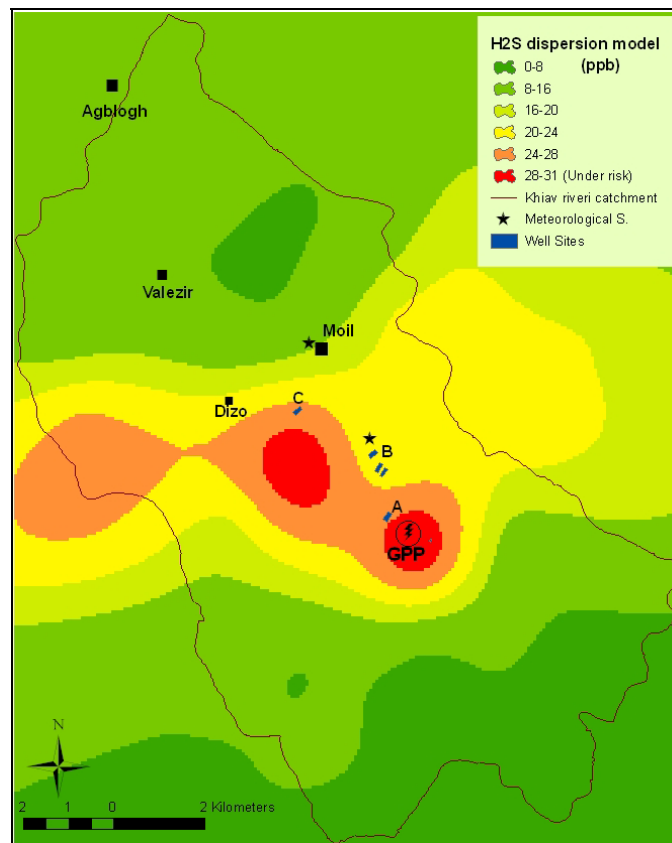 H2S dispersion model
(ppb)
0-8
8-16
16-20
20-24
24-28
28-31 (Under risk)
Khiav riveri catchment
Meteorological S.
Well Sites
Agblogh
Valezir
Moil
Dizo
C
B
A
GPP
N
2 1 0 2 Kilometers